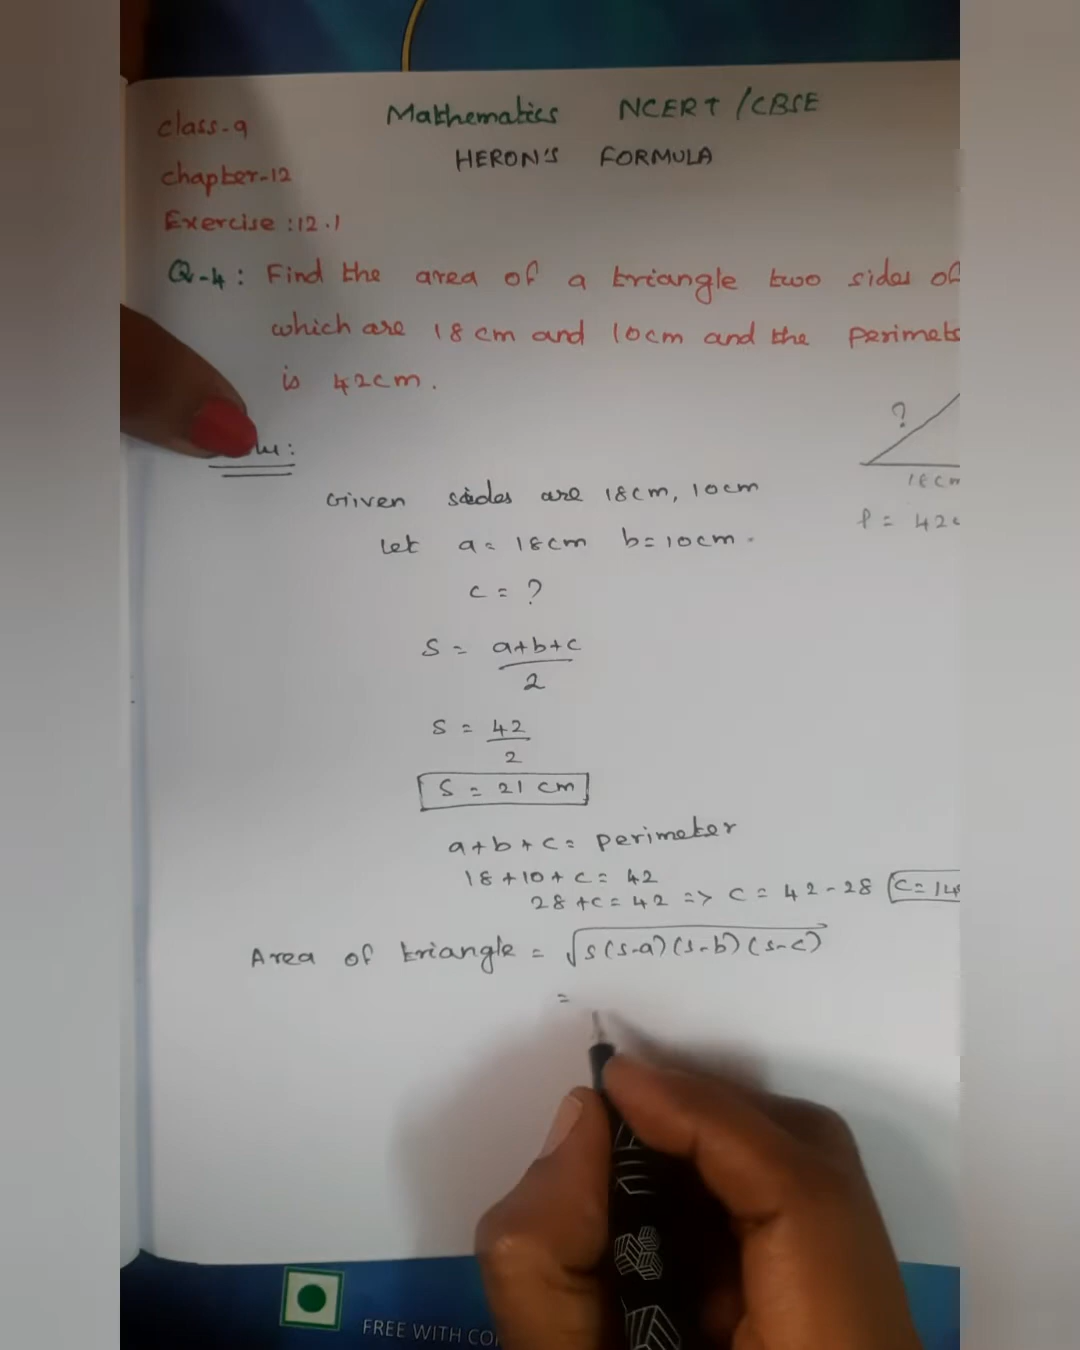 class-9
Mathematics NCERT /CBSE
HERON'S FORMULA
chapter-12
Exercise :12.1
Q-4: Find the area of a triangle two sides of
which are 18cm and 10cm and the
is 42cm.
?
18cm
Given sides are 18cm, 10cm
P = 42
Let a = 18cm b=10cm.
c = ?
S = a+b+c
2
S = 42
2
S = 21 cm
a+b+c= perimeter
18+10+c= 42
28+c=42 => c = 42-28 c=14
Area of triangle = √s(s-a)(s-b)(s-c)
=
FREE WITH